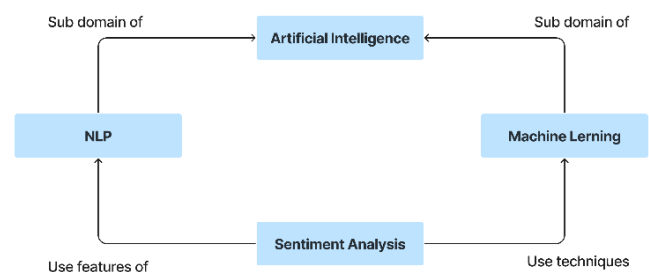 Sub domain of
Sub domain of
Artificial Intelligence
NLP
Machine Lerning
Sentiment Analysis
Use features of
Use techniques